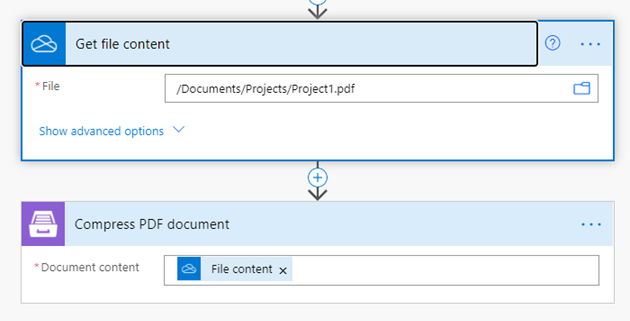 Get file content
* File
/Documents/Projects/Project1.pdf
Show advanced options
Compress PDF document
* Document content
File content